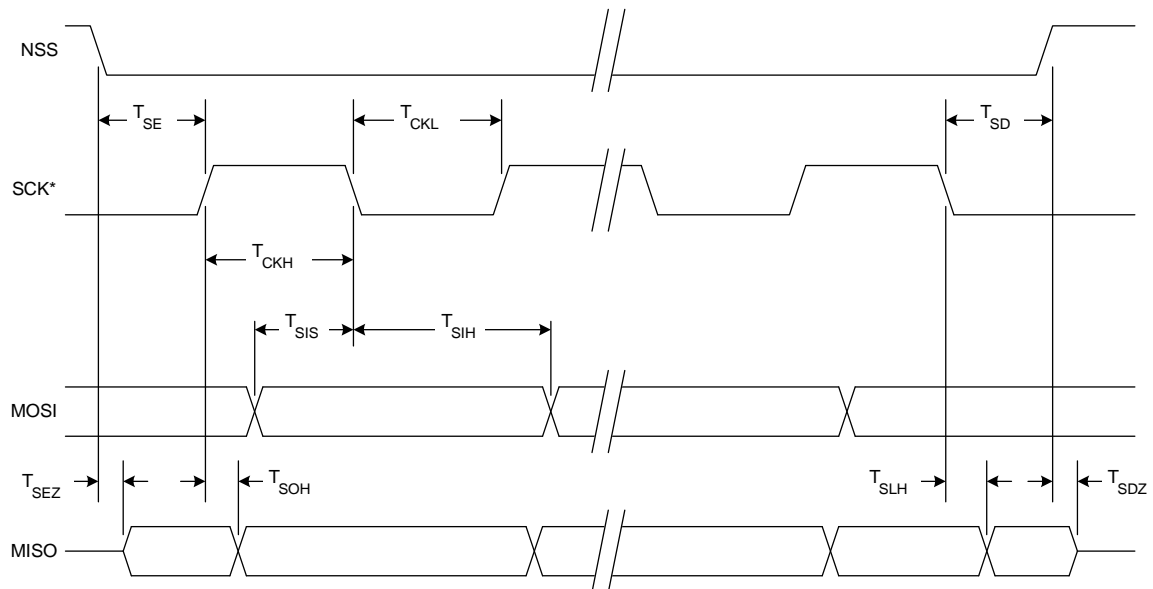 NSS
T_SE
T_CKL
T_SD
SCK*
T_CKH
T_SIS
T_SIH
MOSI
T_SEZ
T_SOH
T_SLH
T_SDZ
MISO